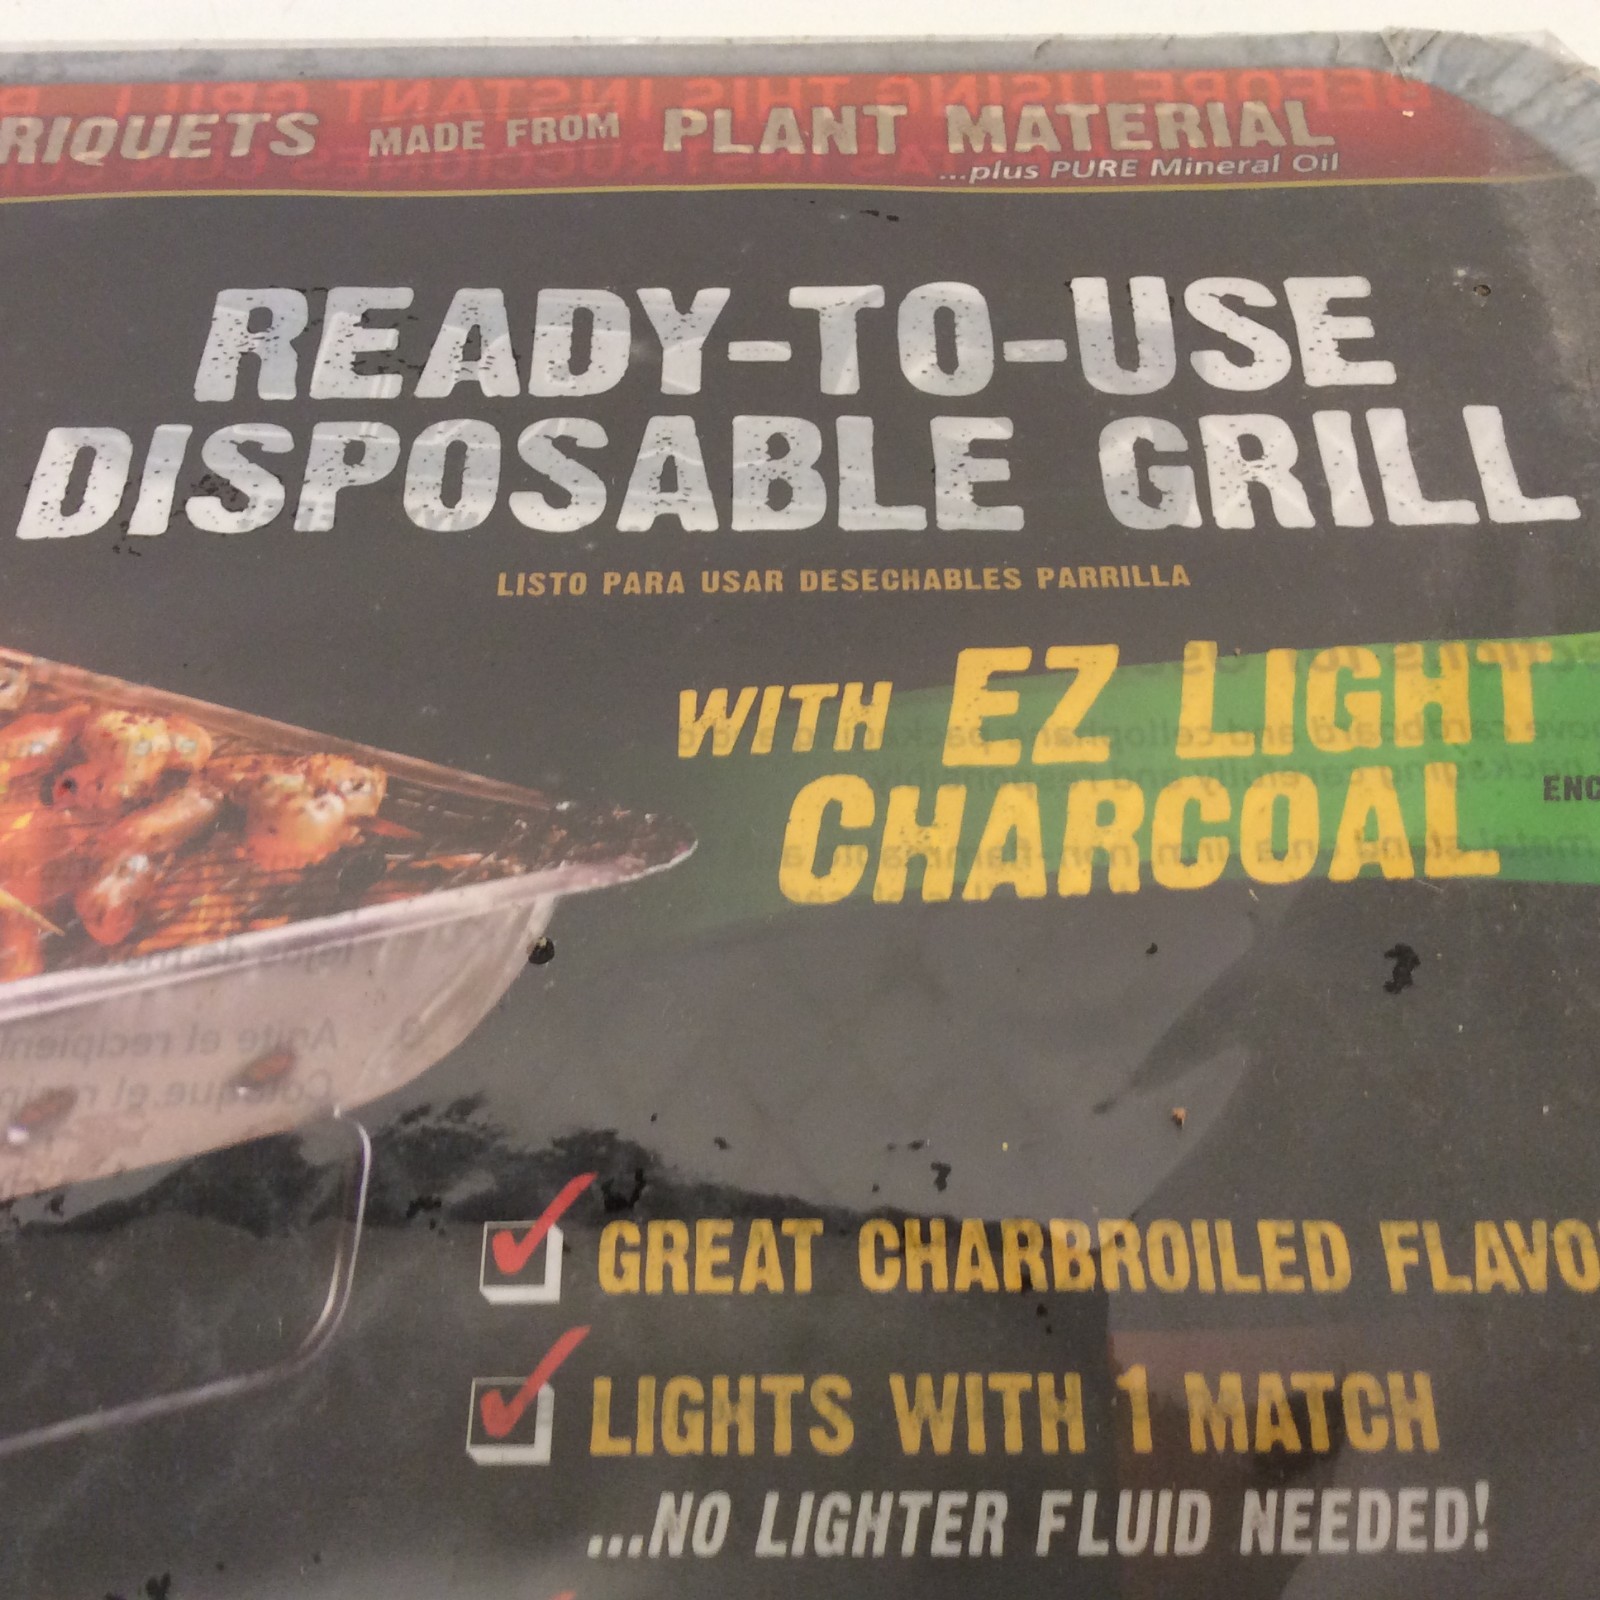 RIQUETS MADE FROM PLANT MATERIAL
...plus PURE Mineral Oil
READY-TO-USE
DISPOSABLE GRILL
LISTO PARA USAR DESECHABLES PARRILLA
WITH EZ LIGHT
CHARCOAL
ENC
GREAT CHARBROILED FLAVO
LIGHTS WITH 1 MATCH
...NO LIGHTER FLUID NEEDED!